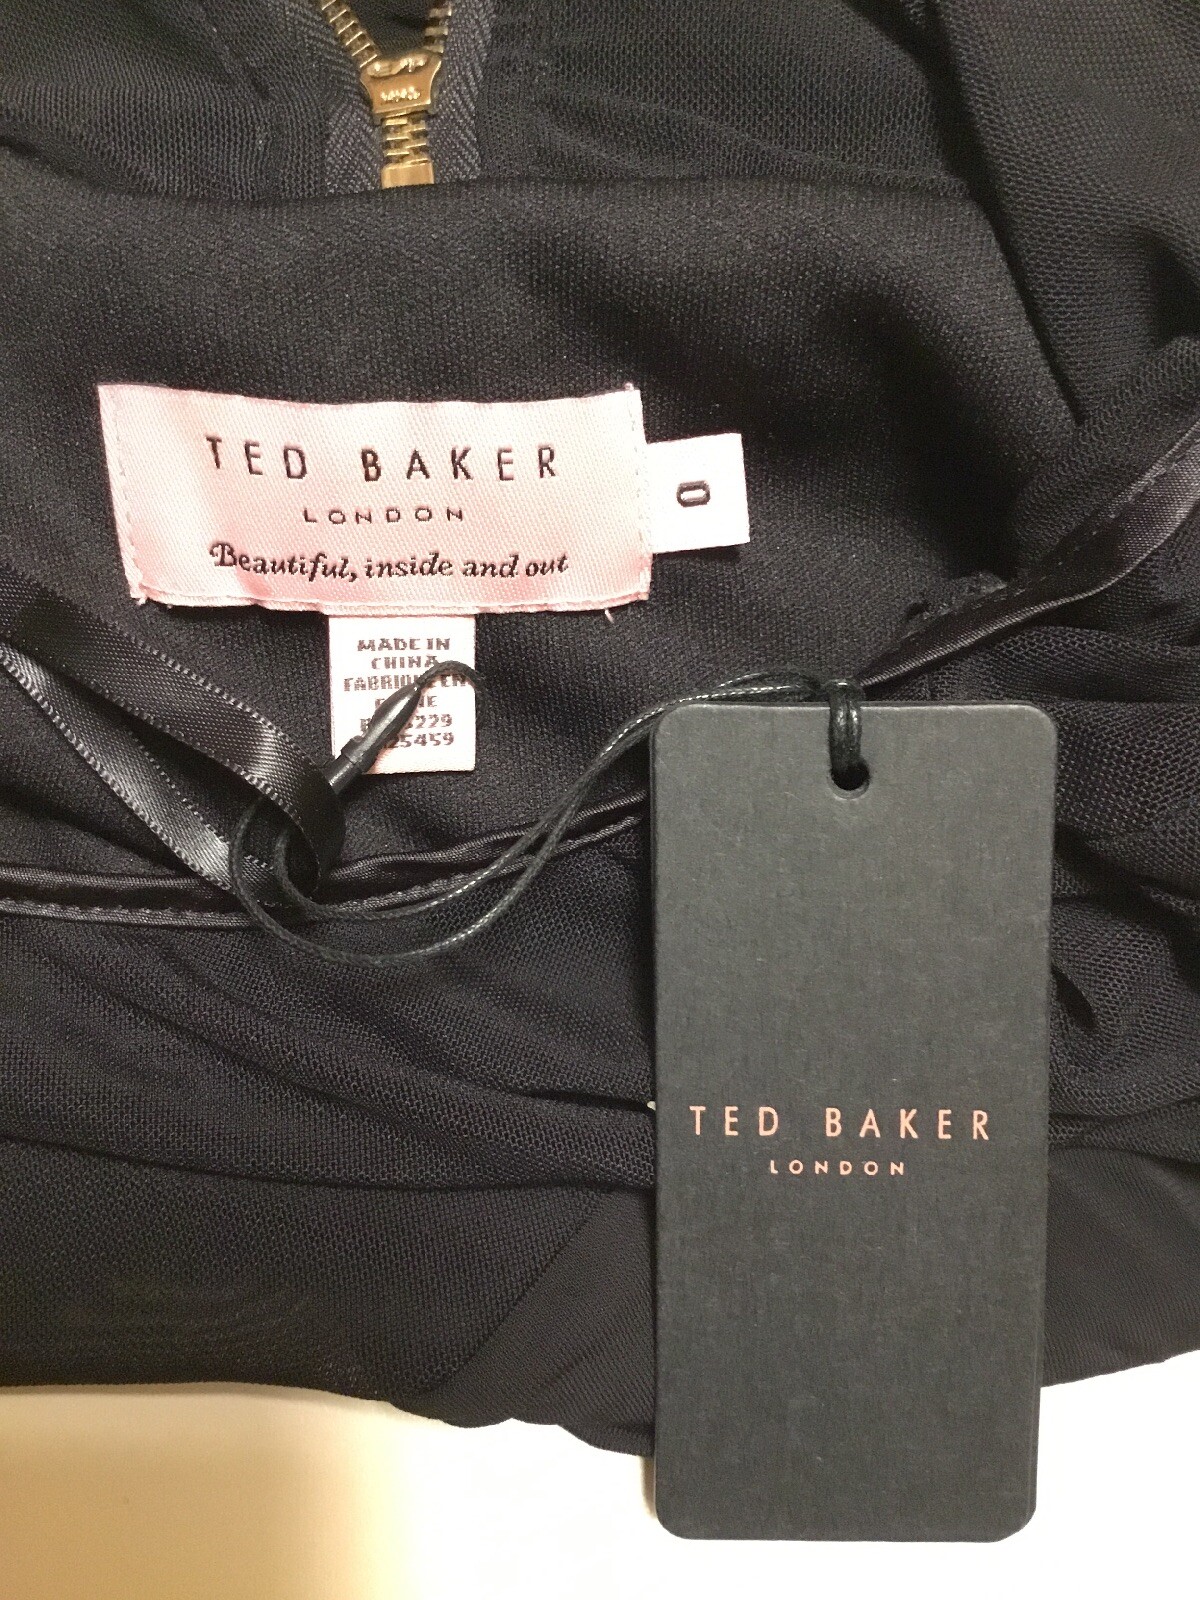 TED BAKER
LONDON
Beautiful, inside and out
0
MADE IN
CHINA
TED BAKER
LONDON